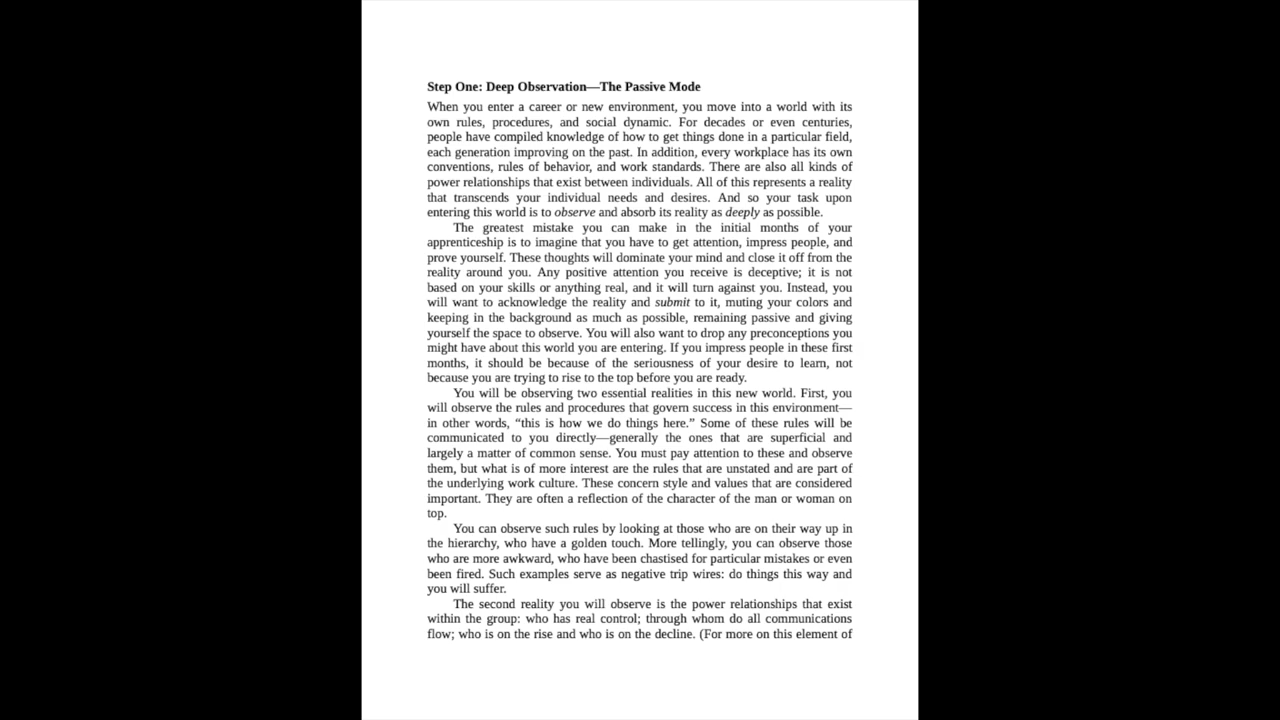 Step One: Deep Observation—The Passive Mode
When you enter a career or new environment, you move into a world with its
own rules, procedures, and social dynamic. For decades or even centuries,
people have compiled knowledge of how to get things done in a particular field,
each generation improving on the past. In addition, every workplace has its own
conventions, rules of behavior, and work standards. There are also all kinds of
power relationships that exist between individuals. All of this represents a reality
that transcends your individual needs and desires. And so your task upon
entering this world is to observe and absorb its reality as deeply as possible.
The greatest mistake you can make in the initial months of your
apprenticeship is to imagine that you have to get attention, impress people, and
prove yourself. These thoughts will dominate your mind and close it off from the
reality around you. Any positive attention you receive is deceptive; it is not
based on your skills or anything real, and it will turn against you. Instead, you
will want to acknowledge the reality and submit to it, muting your colors and
keeping in the background as much as possible, remaining passive and giving
yourself the space to observe. You will also want to drop any preconceptions you
might have about this world you are entering. If you impress people in these first
months, it should be because of the seriousness of your desire to learn, not
because you are trying to rise to the top before you are ready.
You will be observing two essential realities in this new world. First, you
will observe the rules and procedures that govern success in this environment—
in other words, “this is how we do things here.” Some of these rules will be
communicated to you directly—generally the ones that are superficial and
largely a matter of common sense. You must pay attention to these and observe
them, but what is of more interest are the rules that are unstated and are part of
the underlying work culture. These concern style and values that are considered
important. They are often a reflection of the character of the man or woman on
top.
You can observe such rules by looking at those who are on their way up in
the hierarchy, who have a golden touch. More tellingly, you can observe those
who are more awkward, who have been chastised for particular mistakes or even
been fired. Such examples serve as negative trip wires: do things this way and
you will suffer.
The second reality you will observe is the power relationships that exist
within the group: who has real control; through whom do all communications
flow; who is on the rise and who is on the decline. (For more on this element of